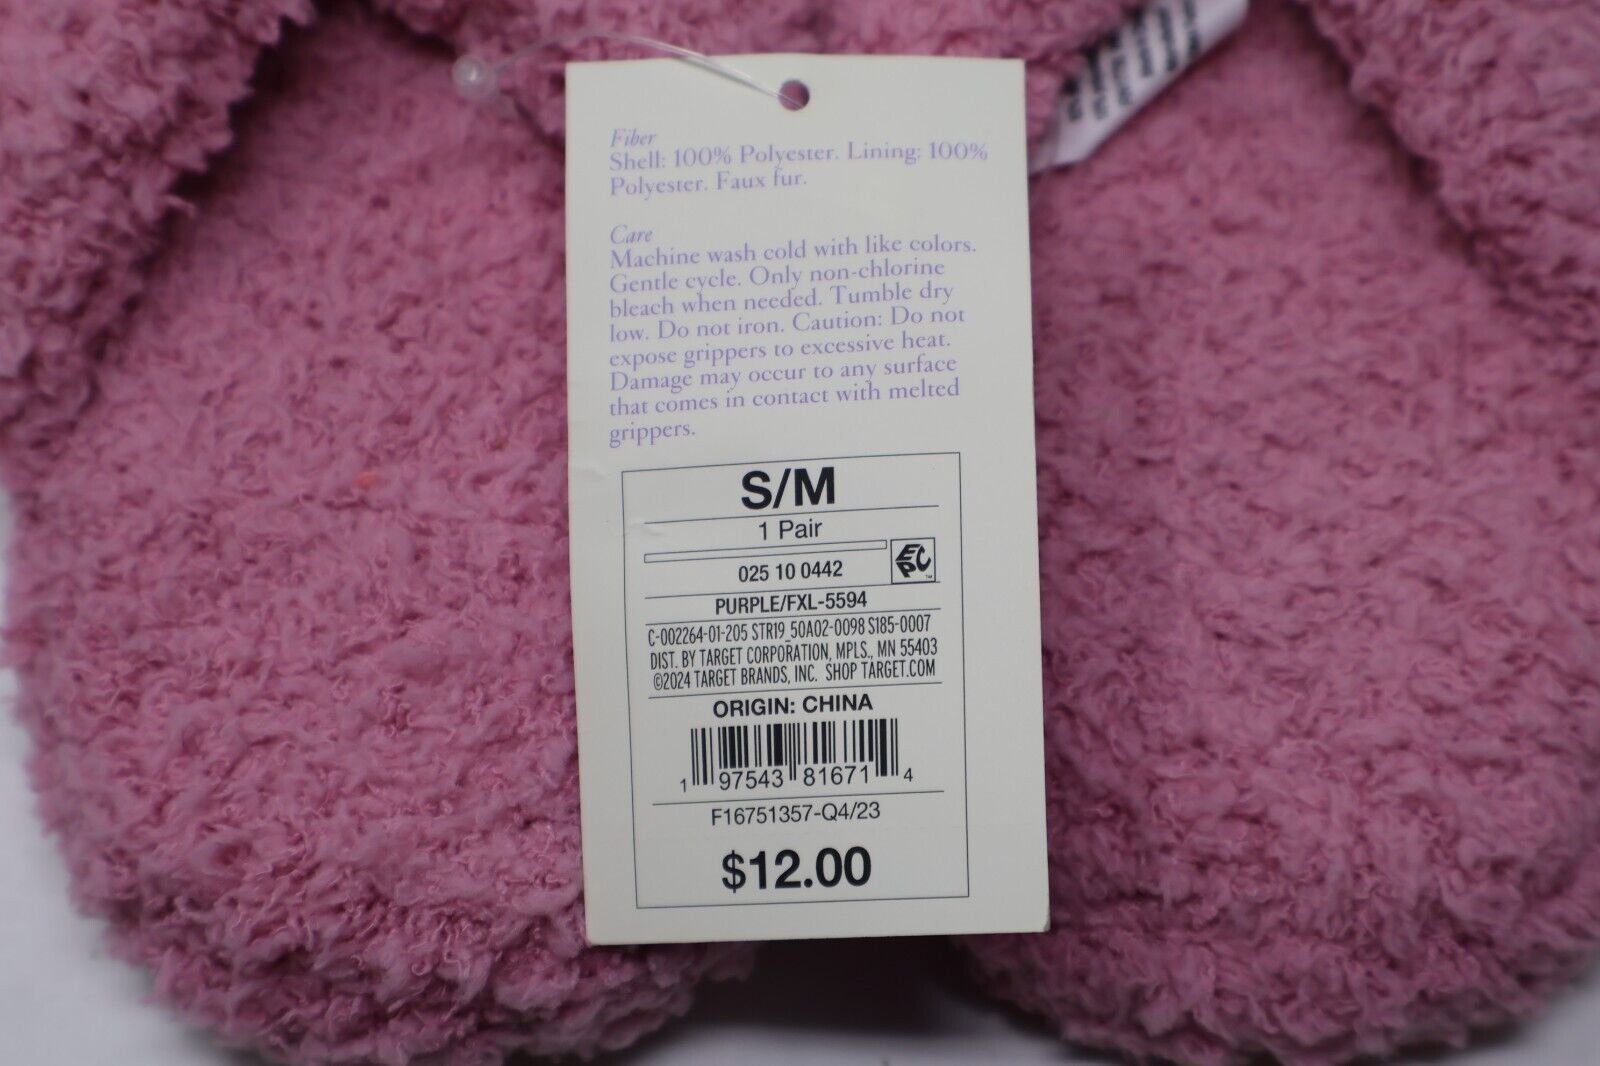 Fiber
Shell: 100% Polyester. Lining: 100%
Polyester. Faux fur.
Care
Machine wash cold with like colors.
Gentle cycle. Only non-chlorine
bleach when needed. Tumble dry
low. Do not iron. Caution: Do not
expose grippers to excessive heat.
Damage may occur to any surface
that comes in contact with melted
grippers.
S/M
1 Pair
025 10 0442
EPC™
PURPLE/FXL-5594
C-002264-01-205 STR19_50A02-0098 S185-0007
DIST. BY TARGET CORPORATION, MPLS., MN 55403
©2024 TARGET BRANDS, INC. SHOP TARGET.COM
ORIGIN: CHINA
1 97543 81671 4
F16751357-Q4/23
$12.00